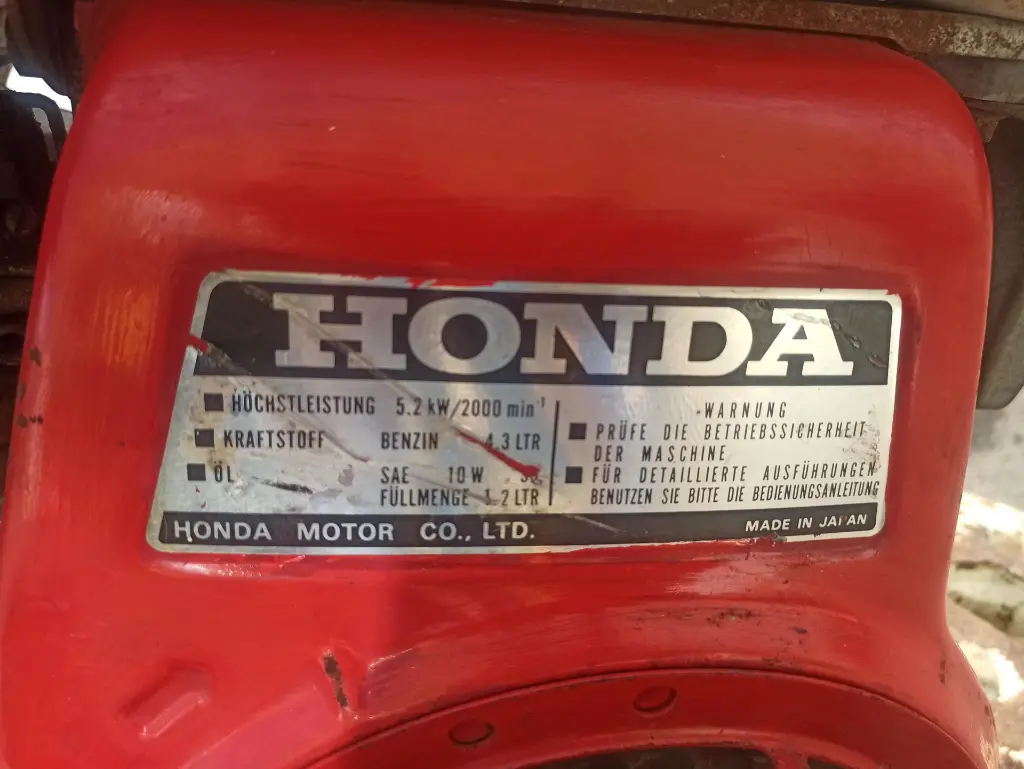 HONDA
HÖCHSTLEISTUNG 5.2 kW/2000 min⁻¹
KRAFTSTOFF BENZIN 4.3 LTR
ÖL SAE 10 W
FÜLLMENGE 1.2 LTR
WARNUNG
PRÜFE DIE BETRIEBSSICHERHEIT
DER MASCHINE
FÜR DETAILLIERTE AUSFÜHRUNGEN
BENUTZEN SIE BITTE DIE BEDIENUNGSANLEITUNG
HONDA MOTOR CO., LTD.
MADE IN JAPAN